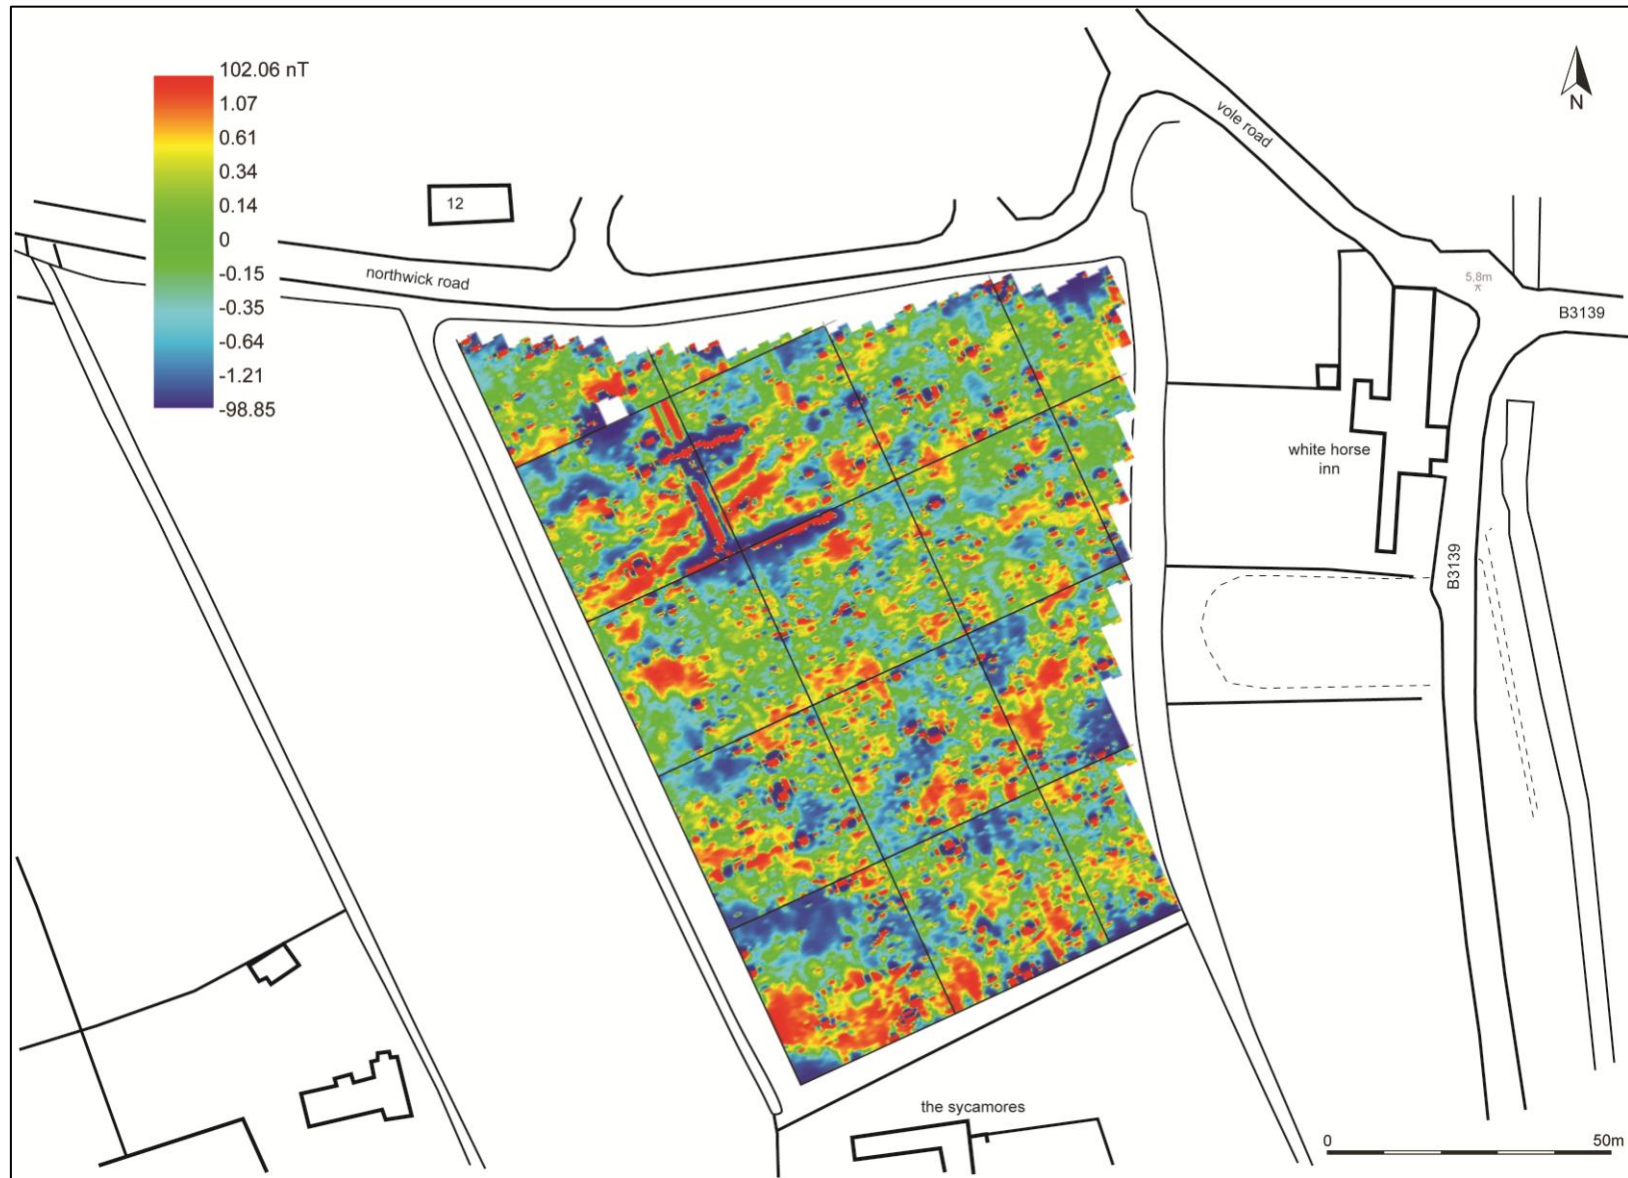 102.06 nT
1.07
0.61
0.34
0.14
0
-0.15
-0.35
-0.64
-1.21
-98.85
N
vole road
12
northwick road
5,8m
B3139
white horse
inn
B3139
the sycamores
0 50m